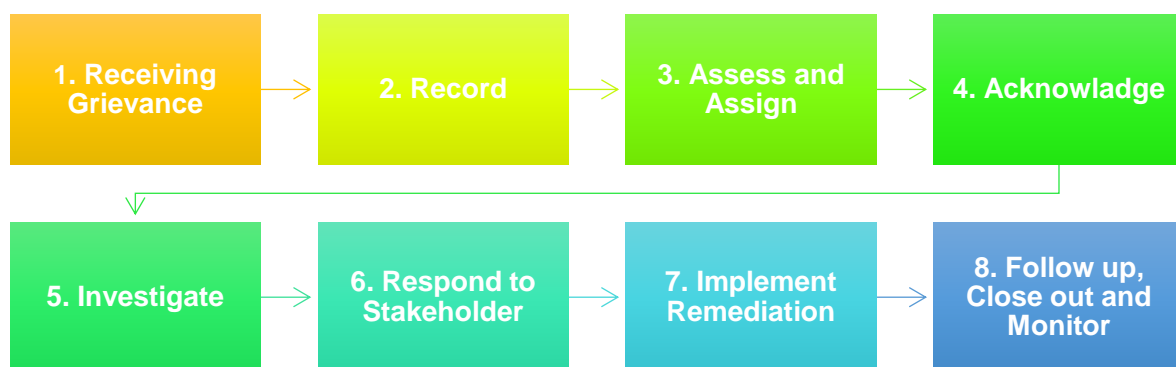 1. Receiving
Grievance
2. Record
3. Assess and
Assign
4. Acknowladge
5. Investigate
6. Respond to
Stakeholder
7. Implement
Remediation
8. Follow up,
Close out and
Monitor